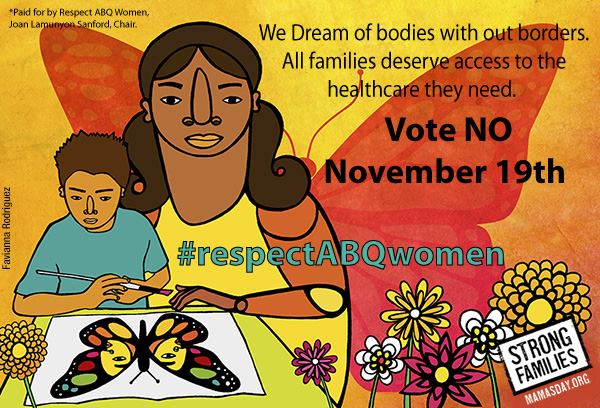 *Paid for by Respect ABQ Women,
Joan Lamunyon Sanford, Chair.
We Dream of bodies with out borders.
All families deserve access to the
healthcare they need.
Vote NO
November 19th
#respectABQwomen
Favianna Rodriguez
STRONG
FAMILIES
MAMASDAY.ORG